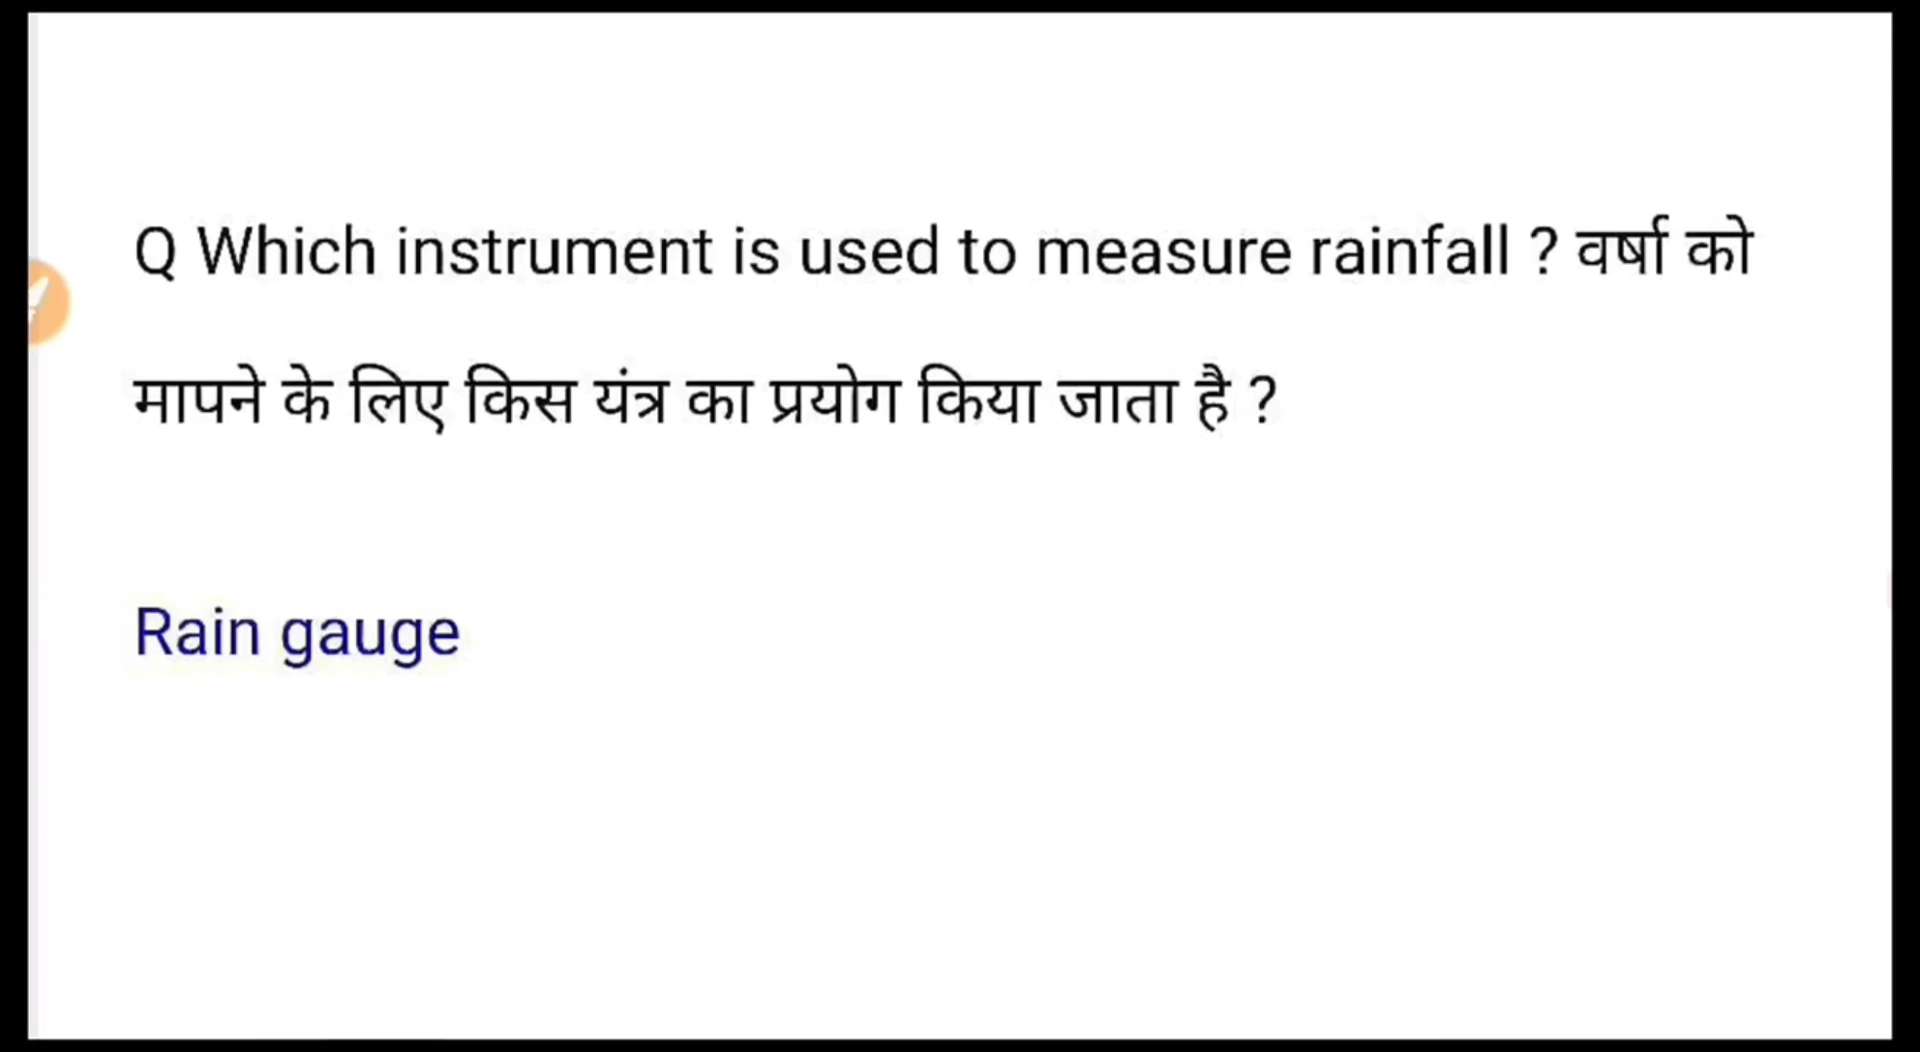 Q Which instrument is used to measure rainfall ? वर्षा को
मापने के लिए किस यंत्र का प्रयोग किया जाता है ?
Rain gauge